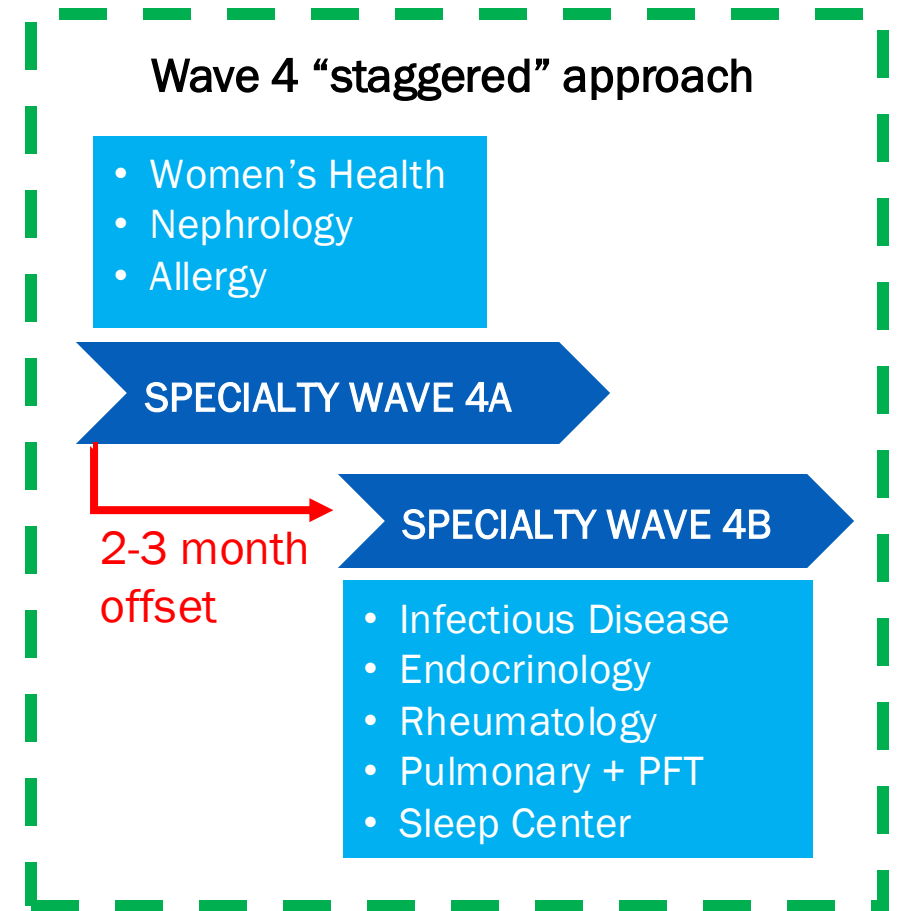 Wave 4 “staggered” approach
• Women’s Health
• Nephrology
• Allergy
SPECIALTY WAVE 4A
2-3 month
offset
SPECIALTY WAVE 4B
• Infectious Disease
• Endocrinology
• Rheumatology
• Pulmonary + PFT
• Sleep Center